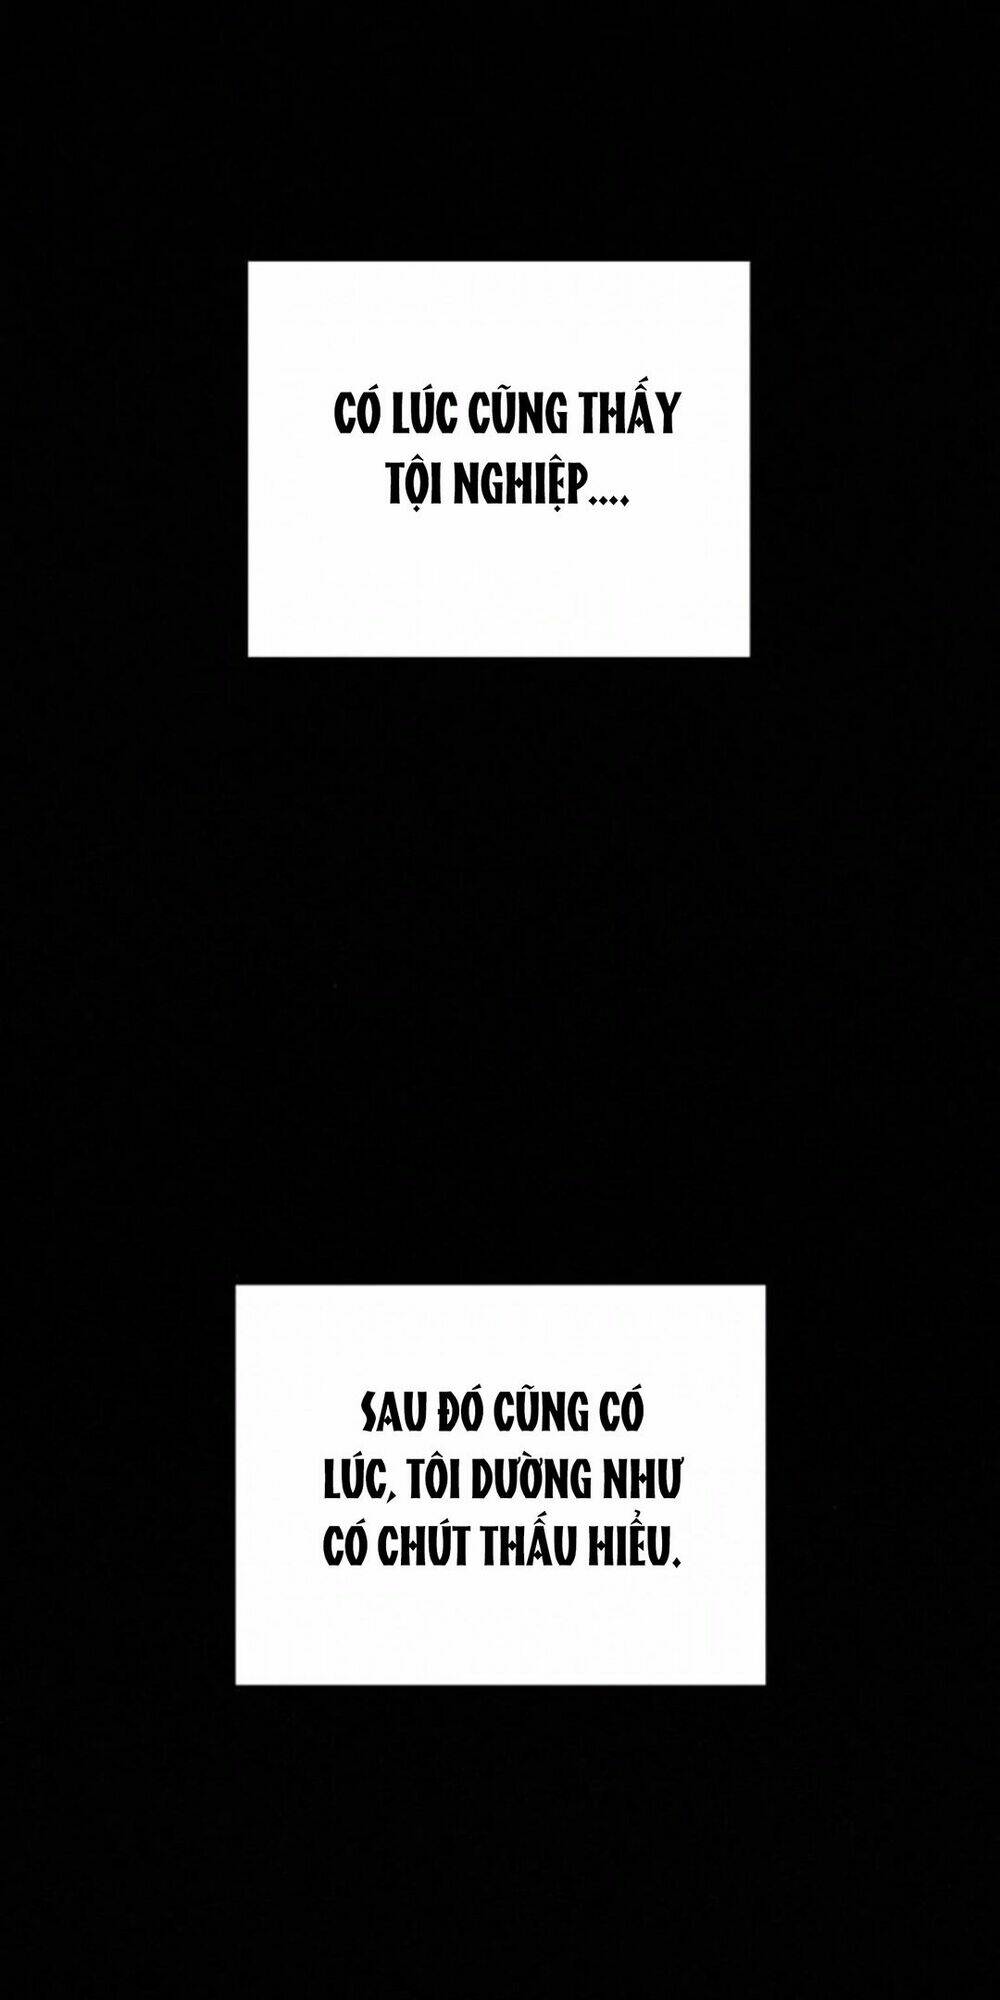 CÓ LÚC CŨNG THẤY
TỘI NGHIỆP....
SAU ĐÓ CŨNG CÓ
LÚC, TÔI DƯỜNG NHƯ
CÓ CHÚT THẤU HIỂU.